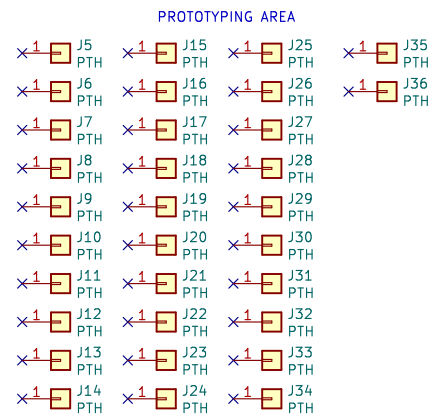 PROTOTYPING AREA
1 J5
PTH
1 J6
PTH
1 J7
PTH
1 J8
PTH
1 J9
PTH
1 J10
PTH
1 J11
PTH
1 J12
PTH
1 J13
PTH
1 J14
PTH
1 J15
PTH
1 J16
PTH
1 J17
PTH
1 J18
PTH
1 J19
PTH
1 J20
PTH
1 J21
PTH
1 J22
PTH
1 J23
PTH
1 J24
PTH
1 J25
PTH
1 J26
PTH
1 J27
PTH
1 J28
PTH
1 J29
PTH
1 J30
PTH
1 J31
PTH
1 J32
PTH
1 J33
PTH
1 J34
PTH
1 J35
PTH
1 J36
PTH